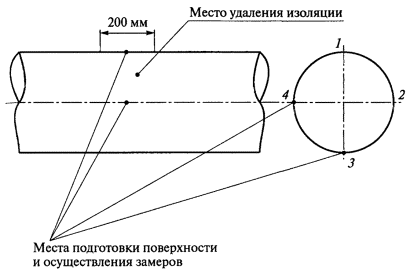 200 мм
Место удаления изоляции
1
2
4
3
Места подготовки поверхности
и осуществления замеров